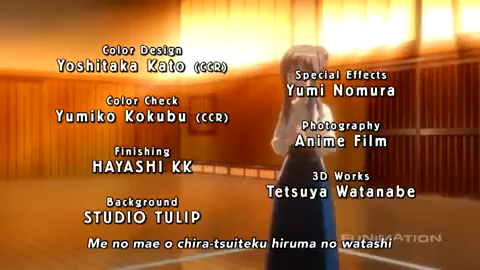 Color Design
Yoshitaka Kato (CCR)
Color Check
Yumiko Kokubu (CCR)
Finishing
HAYASHI KK
Background
STUDIO TULIP
Special Effects
Yumi Nomura
Photography
Anime Film
3D Works
Tetsuya Watanabe
FUNIMATION
Me no mae o chira-tsuiteku hiruma no watashi